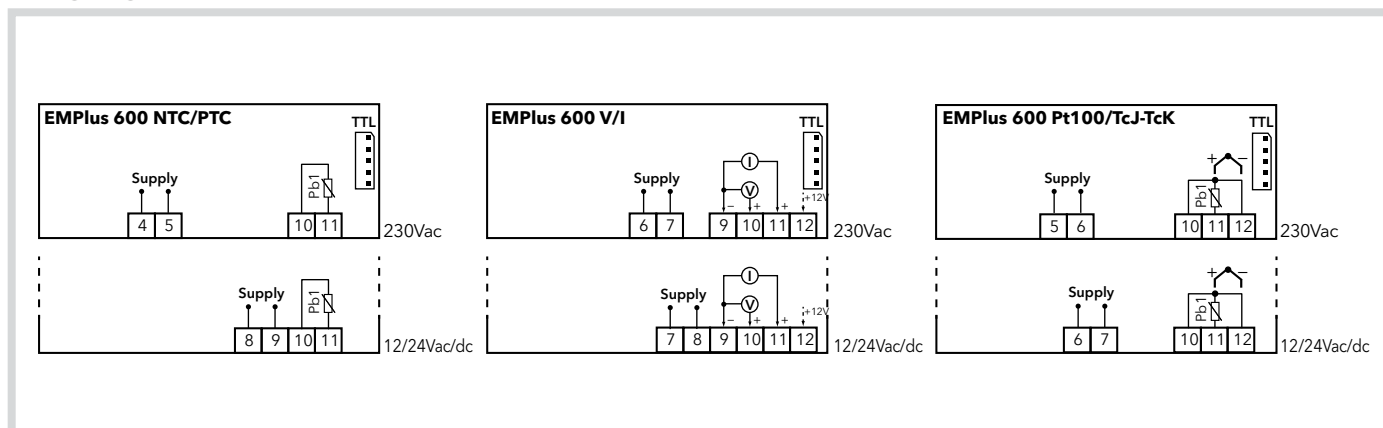 EMPlus 600 NTC/PTC
TTL
Supply
Pb1
4 5 10 11 230Vac
Supply
Pb1
8 9 10 11 12/24Vac/dc
EMPlus 600 V/I
TTL
I
Supply
V
+12V
− + +
6 7 9 10 11 12 230Vac
I
Supply
V
+12V
− + +
7 8 9 10 11 12 12/24Vac/dc
EMPlus 600 Pt100/TcJ-TcK
TTL
+ −
Supply
Pb1
5 6 10 11 12 230Vac
+ −
Supply
Pb1
6 7 10 11 12 12/24Vac/dc